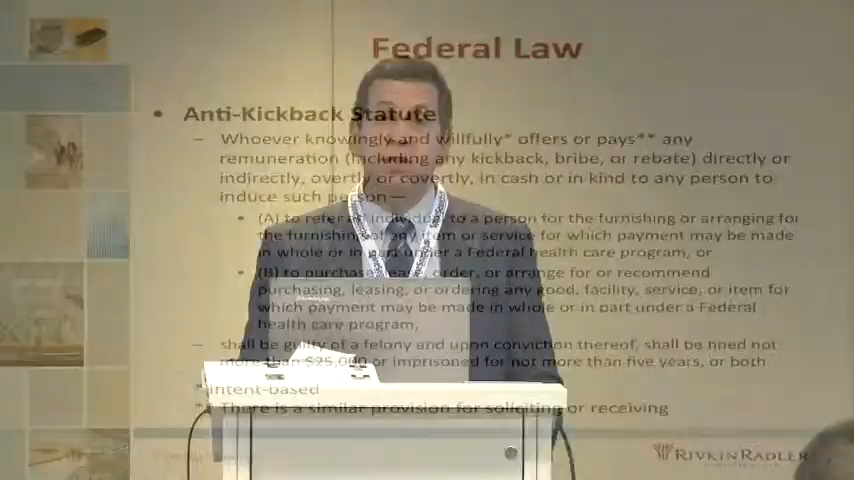 Federal Law
• Anti-Kickback Statute
– Whoever knowingly and willfully* offers or pays** any
remuneration (including any kickback, bribe, or rebate) directly or
indirectly, overtly or covertly, in cash or in kind to any person to
induce such person—
• (A) to refer an individual to a person for the furnishing or arranging for
the furnishing of any item or service for which payment may be made
in whole or in part under a Federal health care program, or
• (B) to purchase, lease, order, or arrange for or recommend
purchasing, leasing, or ordering any good, facility, service, or item for
which payment may be made in whole or in part under a Federal
health care program,
– shall be guilty of a felony and upon conviction thereof, shall be fined not
more than $25,000 or imprisoned for not more than five years, or both
* Intent-based
** There is a similar provision for soliciting or receiving
RIVKIN RADLER